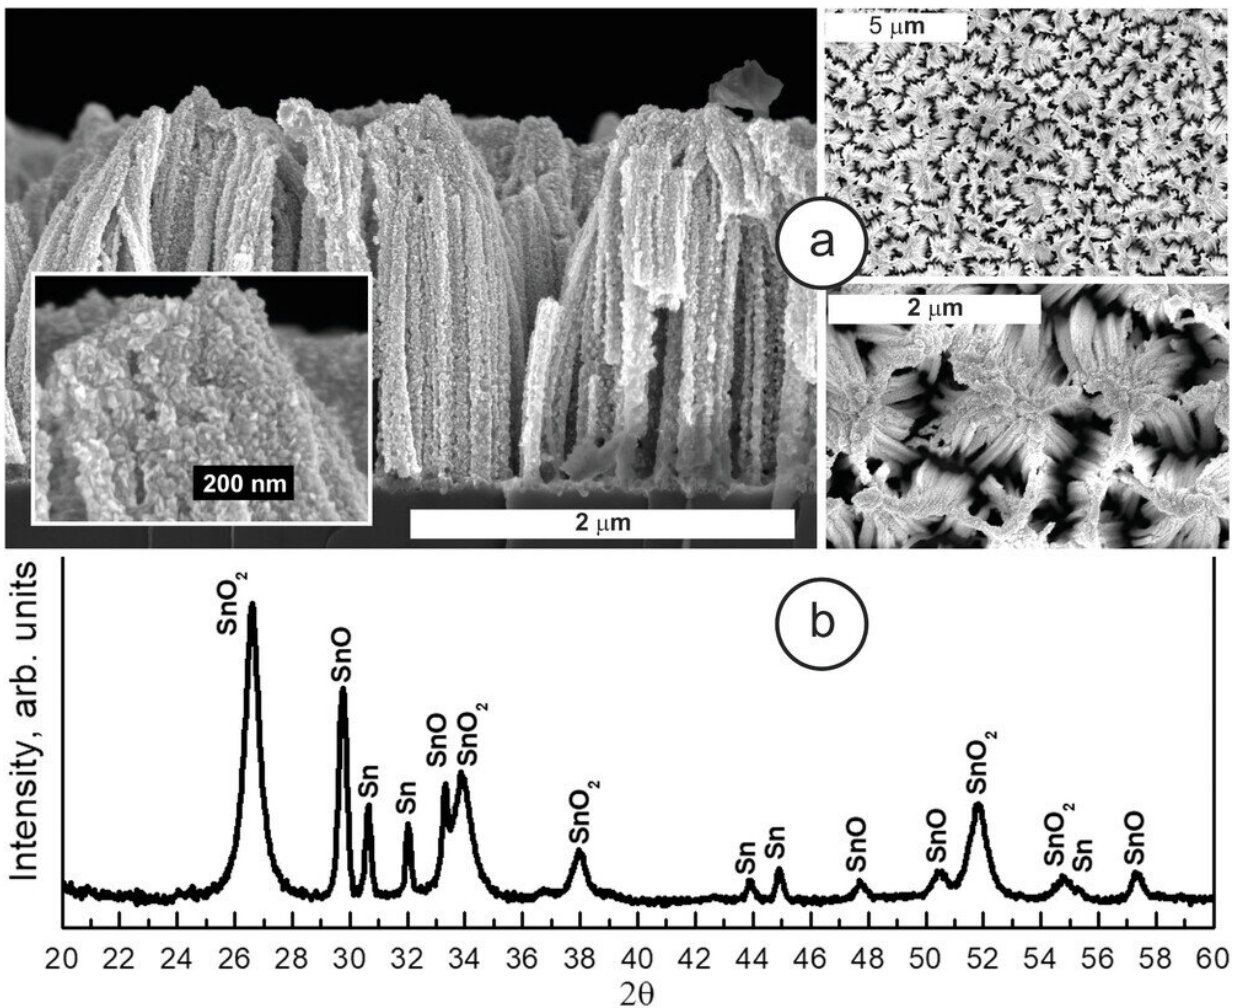 5 μm
a
2 μm
200 nm
2 μm
b
Intensity, arb. units
SnO₂
SnO
Sn
Sn
SnO
SnO₂
SnO₂
Sn
Sn
SnO
SnO
SnO₂
SnO₂
Sn
SnO
20 22 24 26 28 30 32 34 36 38 40 42 44 46 48 50 52 54 56 58 60
2θ